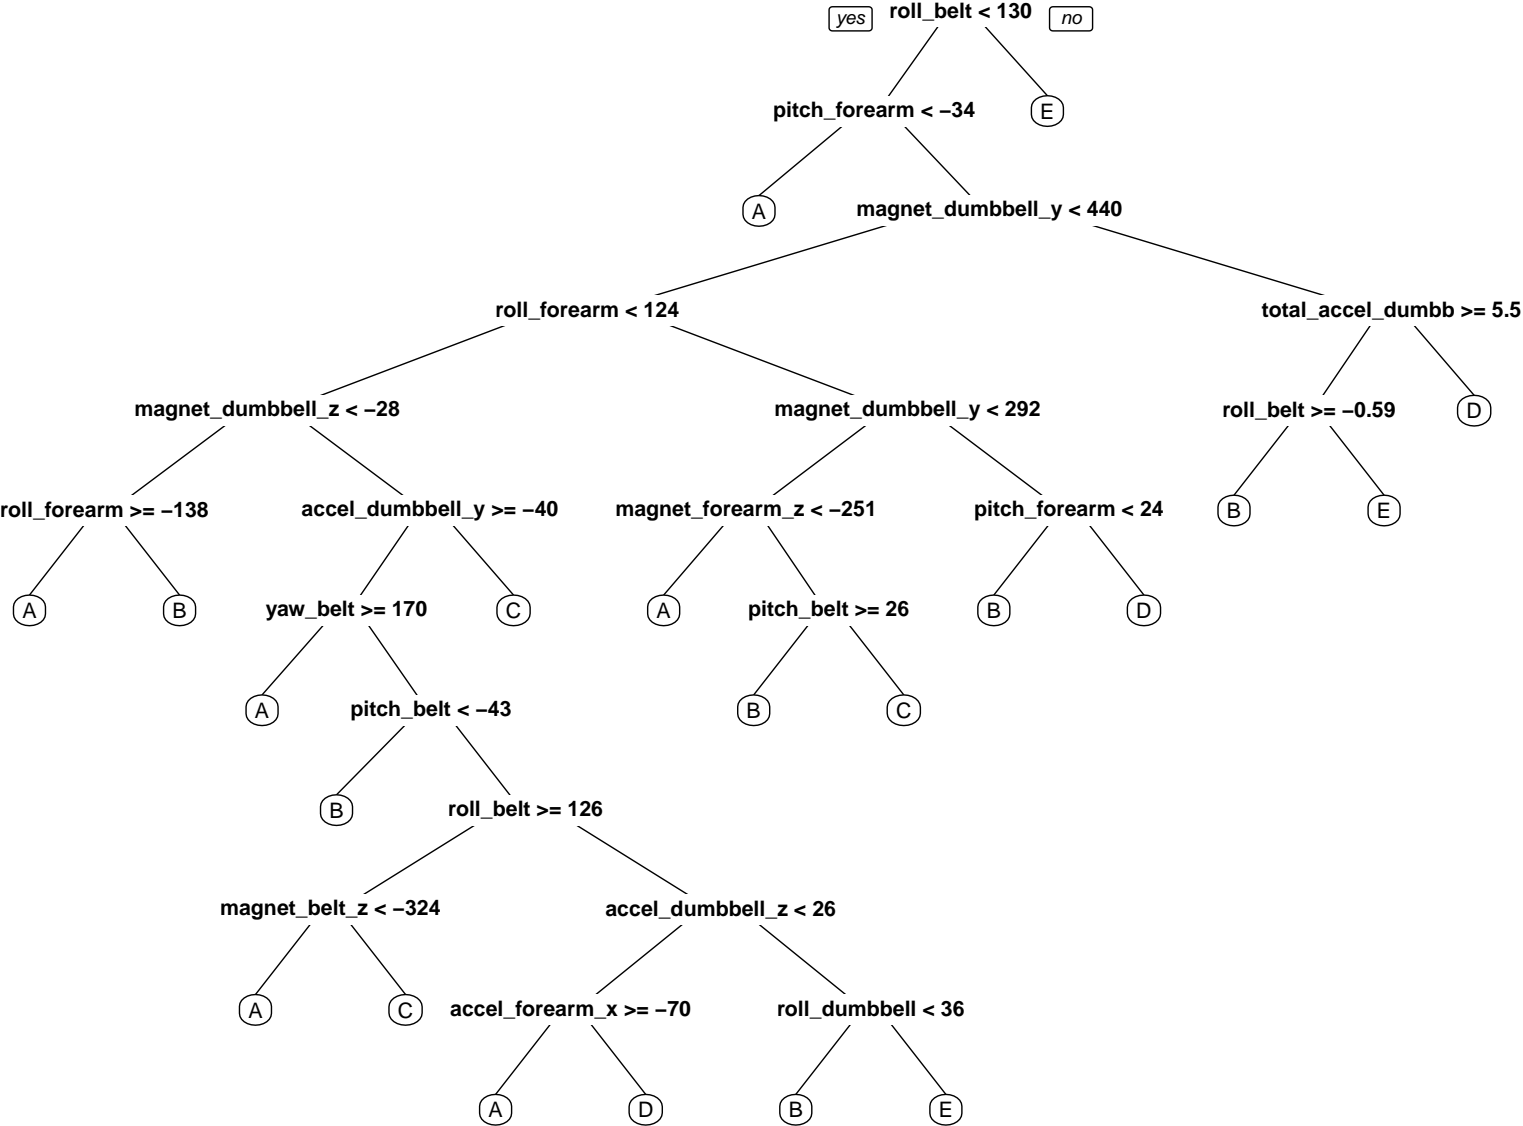 yes roll_belt < 130 no
pitch_forearm < −34 E
A magnet_dumbbell_y < 440
roll_forearm < 124 total_accel_dumbb >= 5.5
magnet_dumbbell_z < −28 magnet_dumbbell_y < 292 roll_belt >= −0.59 D
roll_forearm >= −138 accel_dumbbell_y >= −40 magnet_forearm_z < −251 pitch_forearm < 24 B E
A B yaw_belt >= 170 C A pitch_belt >= 26 B D
A pitch_belt < −43 B C
B roll_belt >= 126
magnet_belt_z < −324 accel_dumbbell_z < 26
A C accel_forearm_x >= −70 roll_dumbbell < 36
A D B E